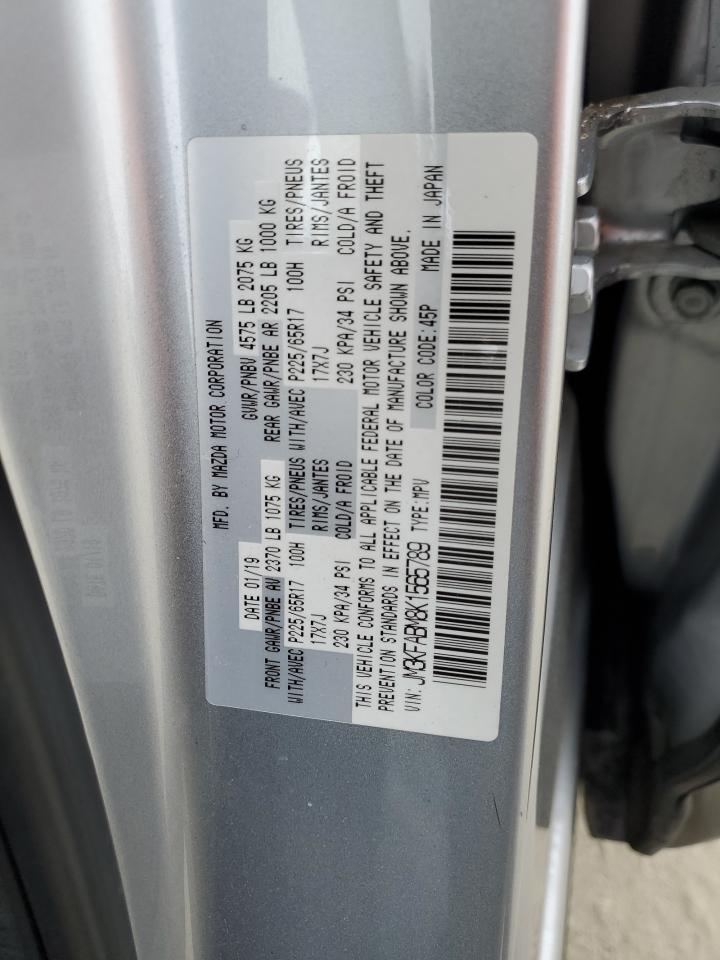 MFD. BY MAZDA MOTOR CORPORATION
DATE 01/19 GVWR/PNBV 4575 LB 2075 KG
FRONT GAWR/PNBE AV 2370 LB 1075 KG REAR GAWR/PNBE AR 2205 LB 1000 KG
WITH/AVEC P225/65R17 100H TIRES/PNEUS WITH/AVEC P225/65R17 100H TIRES/PNEUS
17X7J RIMS/JANTES 17X7J RIMS/JANTES
230 KPA/34 PSI COLD/A FROID 230 KPA/34 PSI COLD/A FROID
THIS VEHICLE CONFORMS TO ALL APPLICABLE FEDERAL MOTOR VEHICLE SAFETY AND THEFT
PREVENTION STANDARDS IN EFFECT ON THE DATE OF MANUFACTURE SHOWN ABOVE.
VIN: JM3KFABM8K1565789 TYPE:MPV COLOR CODE:45P MADE IN JAPAN